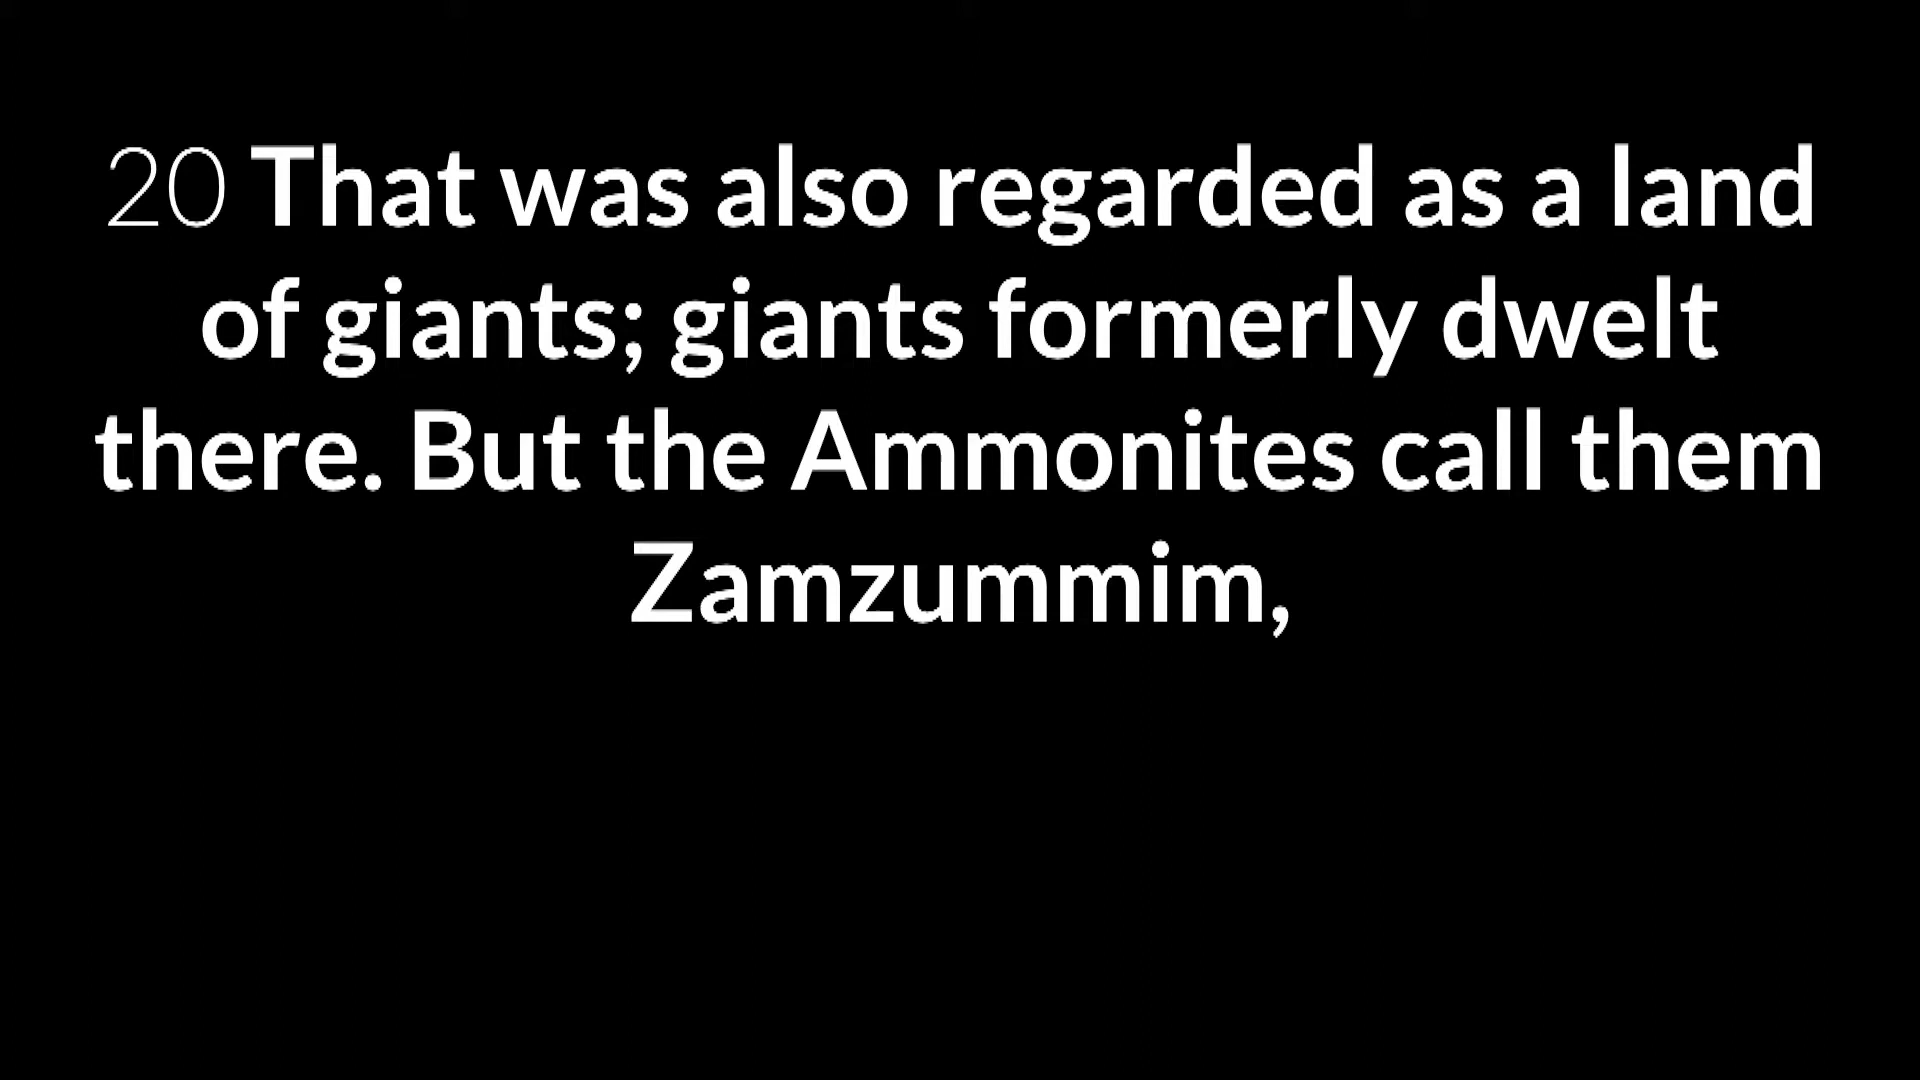 20 That was also regarded as a land
of giants; giants formerly dwelt
there. But the Ammonites call them
Zamzummim,